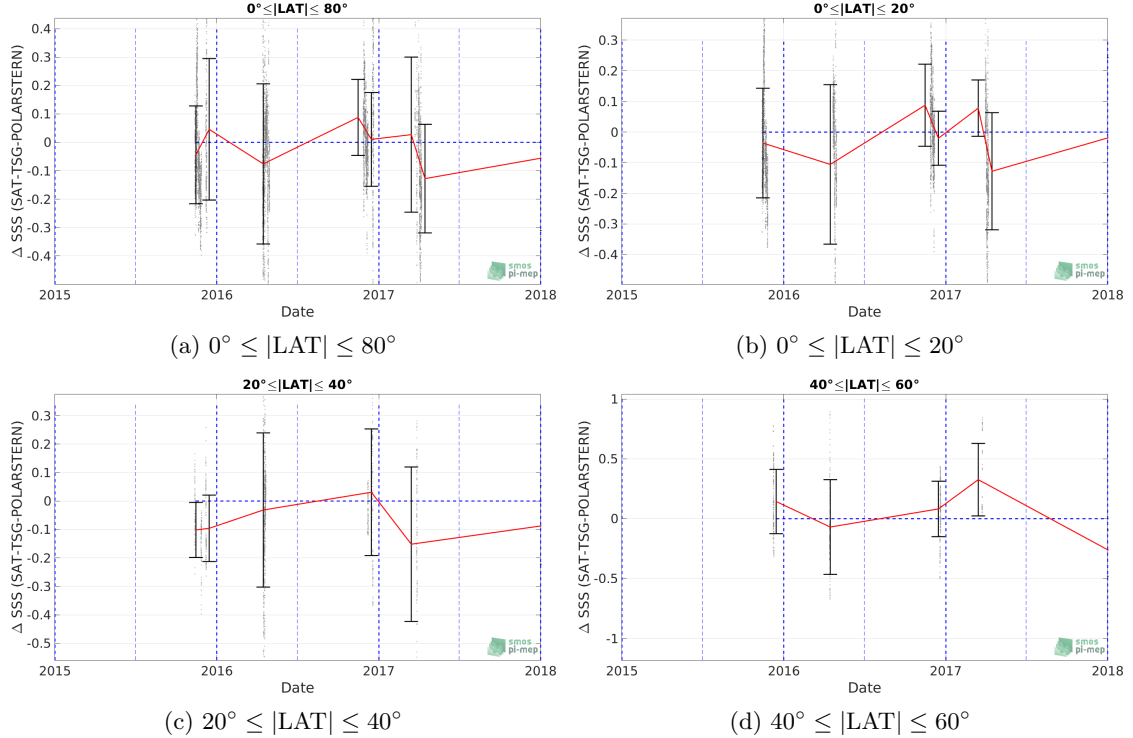 0°≤|LAT|≤ 80°
Δ SSS (SAT-TSG-POLARSTERN)
0.4
0.3
0.2
0.1
0
-0.1
-0.2
-0.3
-0.4
2015
2016
2017
2018
Date
smos
pi-mep
(a) 0° ≤ |LAT| ≤ 80°
0°≤|LAT|≤ 20°
Δ SSS (SAT-TSG-POLARSTERN)
0.3
0.2
0.1
0
-0.1
-0.2
-0.3
-0.4
2015
2016
2017
2018
Date
smos
pi-mep
(b) 0° ≤ |LAT| ≤ 20°
20°≤|LAT|≤ 40°
Δ SSS (SAT-TSG-POLARSTERN)
0.3
0.2
0.1
0
-0.1
-0.2
-0.3
-0.4
-0.5
2015
2016
2017
2018
Date
smos
pi-mep
(c) 20° ≤ |LAT| ≤ 40°
40°≤|LAT|≤ 60°
Δ SSS (SAT-TSG-POLARSTERN)
1
0.5
0
-0.5
-1
2015
2016
2017
2018
Date
smos
pi-mep
(d) 40° ≤ |LAT| ≤ 60°